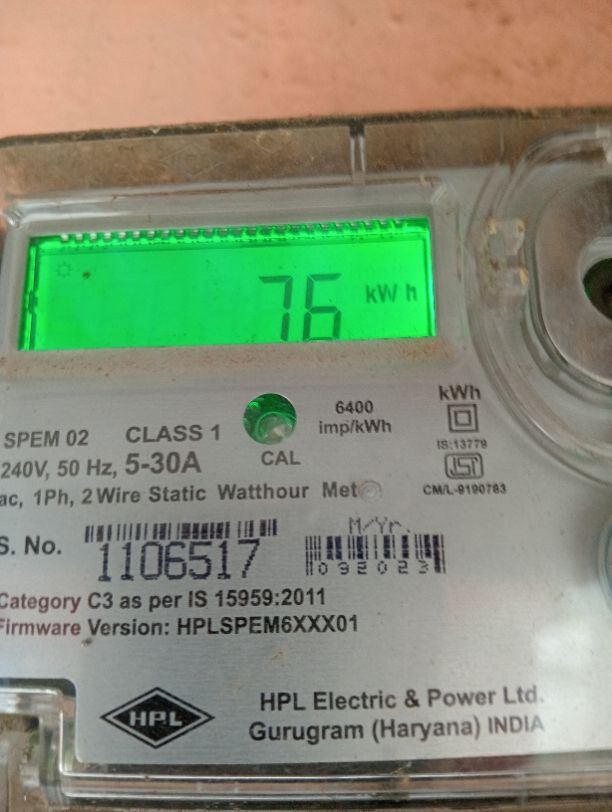 76 kWh
SPEM 02 CLASS 1
6400
imp/kWh
kWh
240V, 50 Hz, 5-30A
CAL
IS:13779
ac, 1Ph, 2 Wire Static Watthour Met
CM/L-9190783
S. No. 1106517
M/Yr.
092023
Category C3 as per IS 15959:2011
Firmware Version: HPLSPEM6XXX01
HPL
HPL Electric & Power Ltd.
Gurugram (Haryana) INDIA